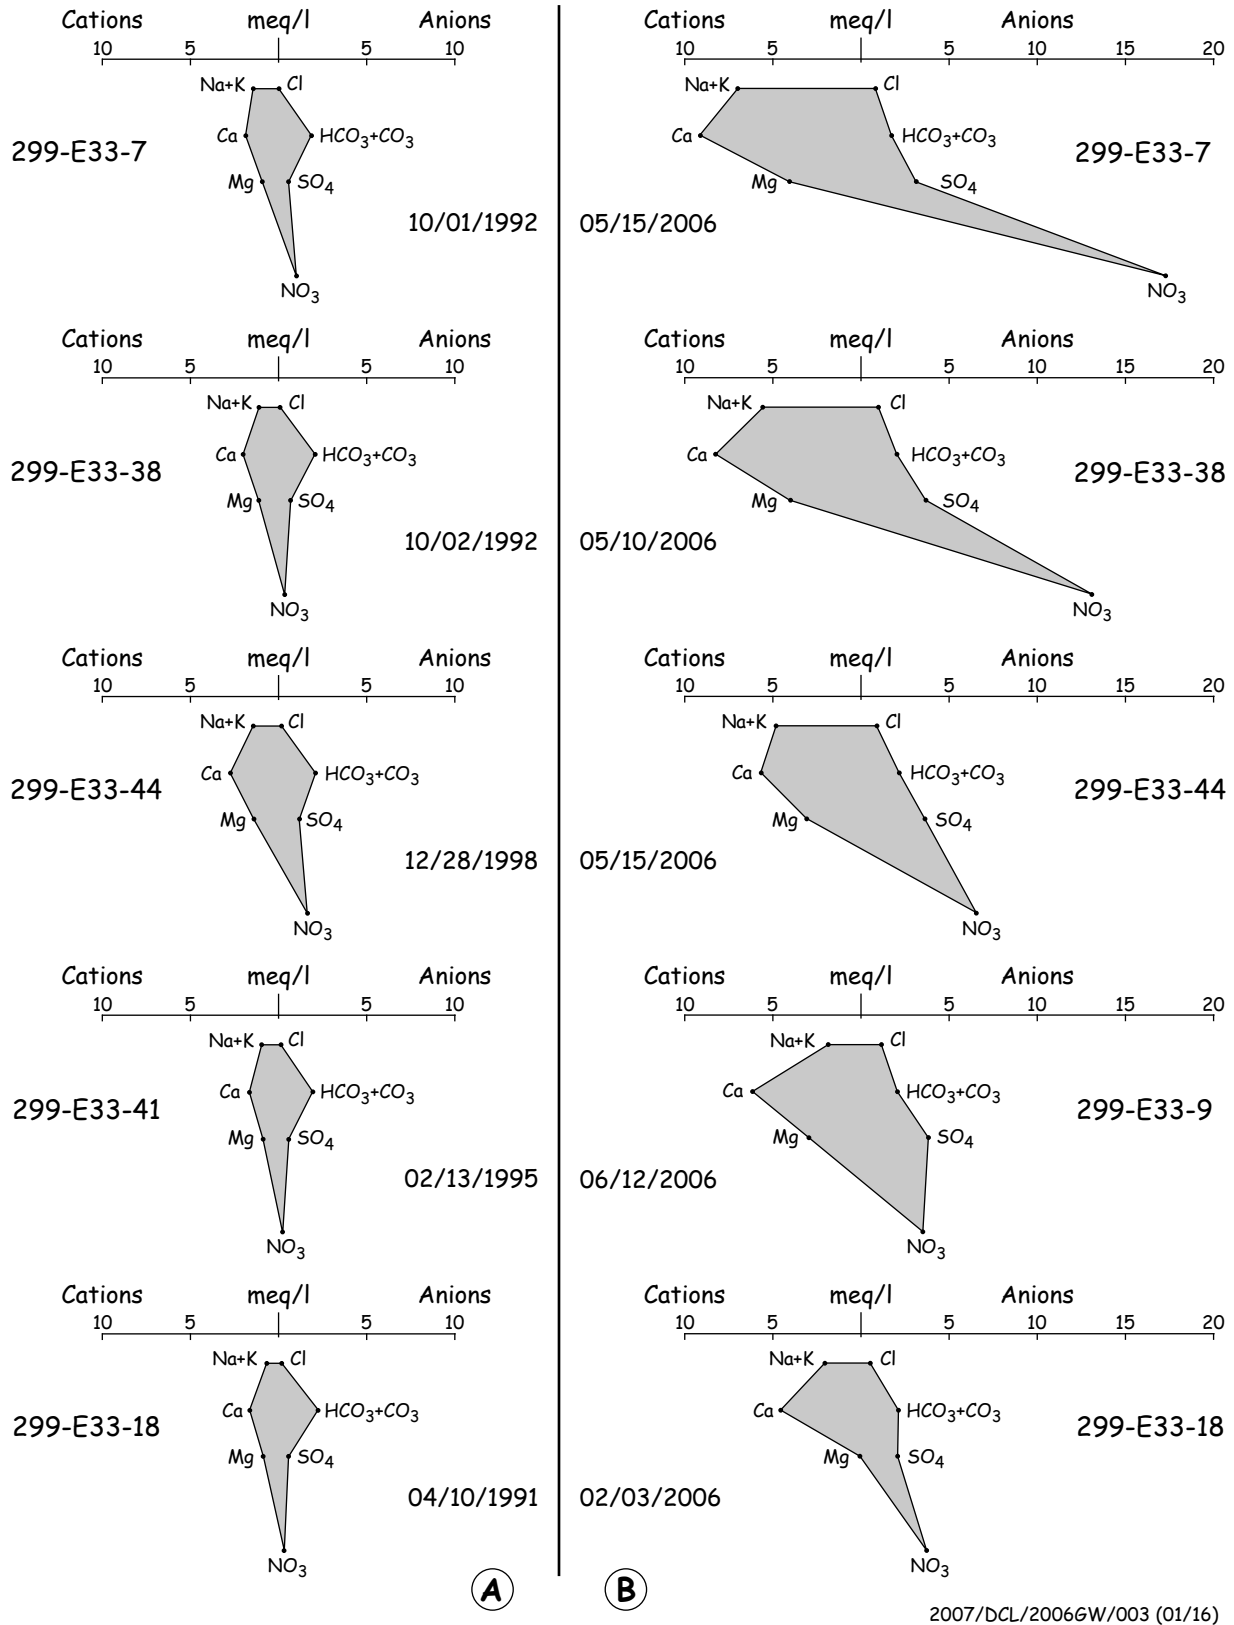 Cations meq/l Anions
10 5 5 10
Na+K Cl
Ca HCO3+CO3
299-E33-7
Mg SO4
10/01/1992
NO3
Cations meq/l Anions
10 5 5 10
Na+K Cl
Ca HCO3+CO3
299-E33-38
Mg SO4
10/02/1992
NO3
Cations meq/l Anions
10 5 5 10
Na+K Cl
Ca HCO3+CO3
299-E33-44
Mg SO4
12/28/1998
NO3
Cations meq/l Anions
10 5 5 10
Na+K Cl
Ca HCO3+CO3
299-E33-41
Mg SO4
02/13/1995
NO3
Cations meq/l Anions
10 5 5 10
Na+K Cl
Ca HCO3+CO3
299-E33-18
Mg SO4
04/10/1991
NO3
A
Cations meq/l Anions
10 5 5 10 15 20
Na+K Cl
Ca HCO3+CO3
299-E33-7
Mg SO4
05/15/2006
NO3
Cations meq/l Anions
10 5 5 10 15 20
Na+K Cl
Ca HCO3+CO3
299-E33-38
Mg SO4
05/10/2006
NO3
Cations meq/l Anions
10 5 5 10 15 20
Na+K Cl
Ca HCO3+CO3
299-E33-44
Mg SO4
05/15/2006
NO3
Cations meq/l Anions
10 5 5 10 15 20
Na+K Cl
Ca HCO3+CO3
299-E33-9
Mg SO4
06/12/2006
NO3
Cations meq/l Anions
10 5 5 10 15 20
Na+K Cl
Ca HCO3+CO3
299-E33-18
Mg SO4
02/03/2006
NO3
B
2007/DCL/2006GW/003 (01/16)